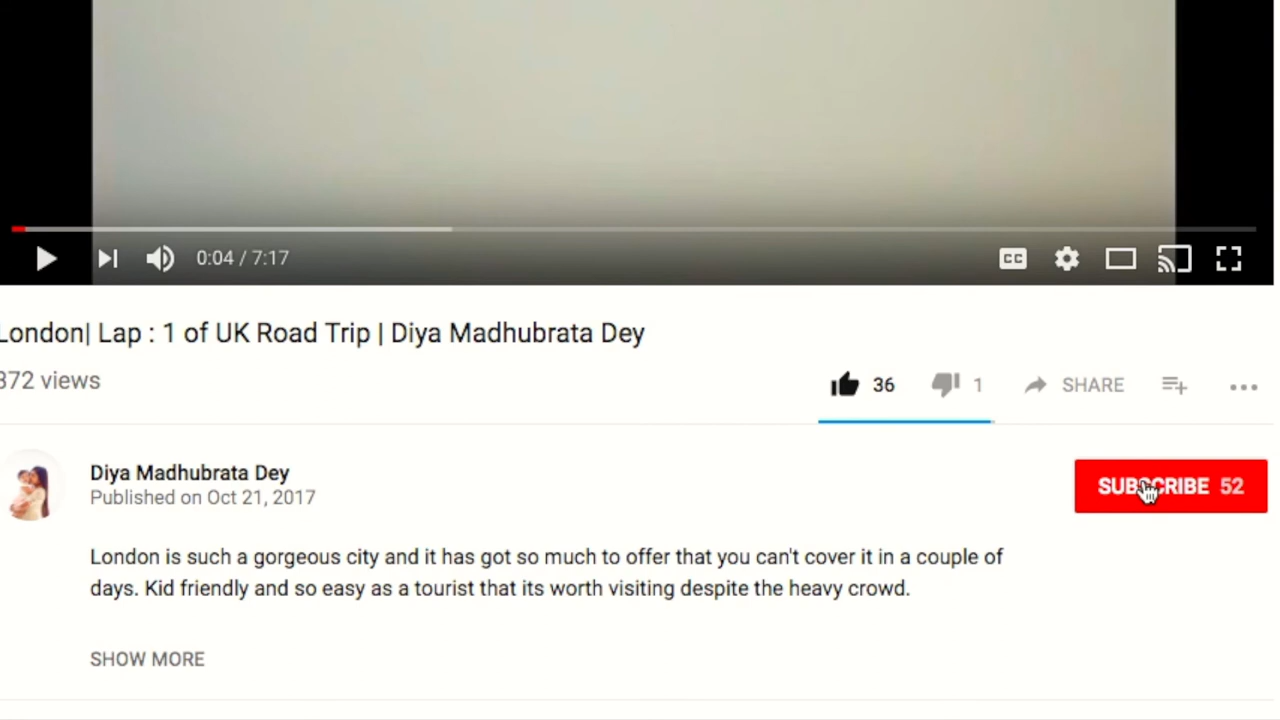 0:04 / 7:17
CC
London| Lap : 1 of UK Road Trip | Diya Madhubrata Dey
372 views
36
1
SHARE
Diya Madhubrata Dey
Published on Oct 21, 2017
SUBSCRIBE 52
London is such a gorgeous city and it has got so much to offer that you can't cover it in a couple of
days. Kid friendly and so easy as a tourist that its worth visiting despite the heavy crowd.
SHOW MORE